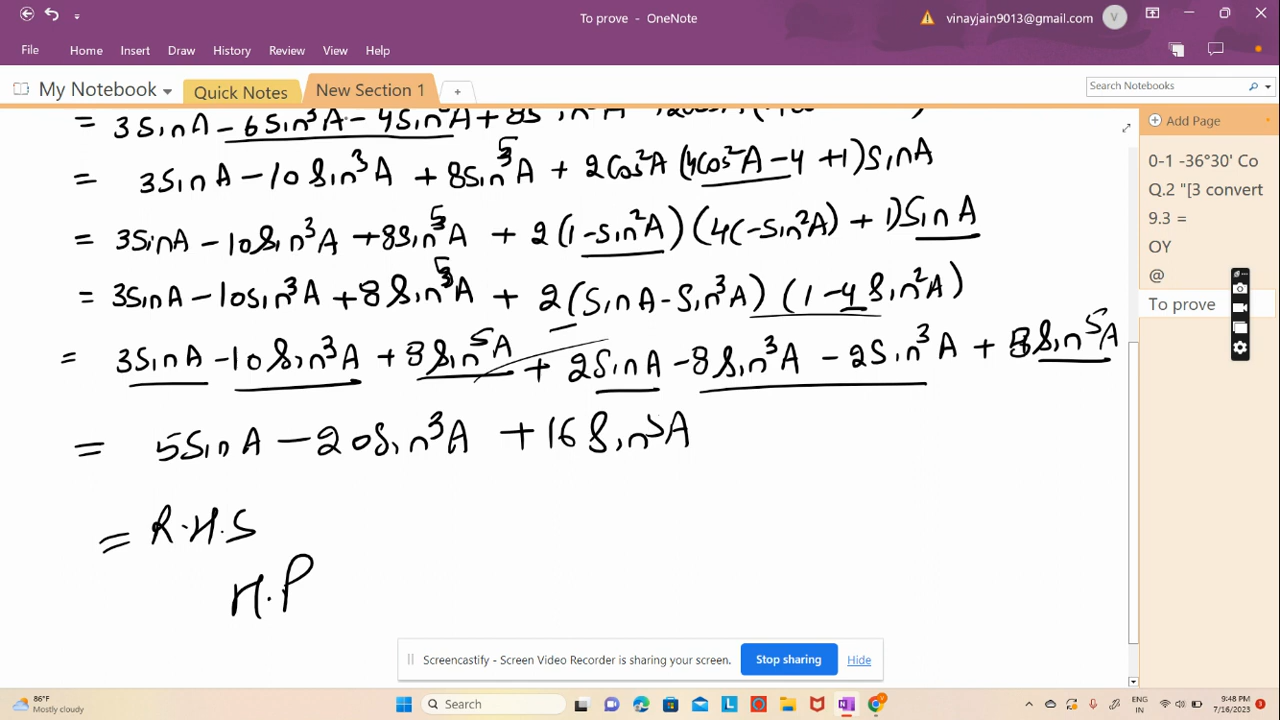 To prove - OneNote
vinayjain9013@gmail.com
V
File Home Insert Draw History Review View Help
My Notebook
Quick Notes
New Section 1
+
Search Notebooks
Add Page
0-1 -36°30' Co
Q.2 "[3 convert
9.3 =
OY
@
To prove
= 3SinA - 6Sin³A - 4Sin³A + 8S
= 3SinA - 10Sin³A + 8Sin⁵A + 2Cos²A (4Cos²A - 4 + 1) SinA
= 3SinA - 10Sin³A + 8Sin⁵A + 2(1 - Sin²A) (4(-Sin²A) + 1) SinA
= 3SinA - 10Sin³A + 8Sin⁵A + 2(SinA - Sin³A) (1 - 4Sin²A)
= 3SinA - 10Sin³A + 8Sin⁵A + 2SinA - 8Sin³A - 2Sin³A + 8Sin⁵A
= 5SinA - 20Sin³A + 16Sin⁵A
= R.H.S
H.P
Screencastify - Screen Video Recorder is sharing your screen. Stop sharing Hide
86°F
Mostly cloudy
Search
ENG
IN
9:48 PM
7/16/2023